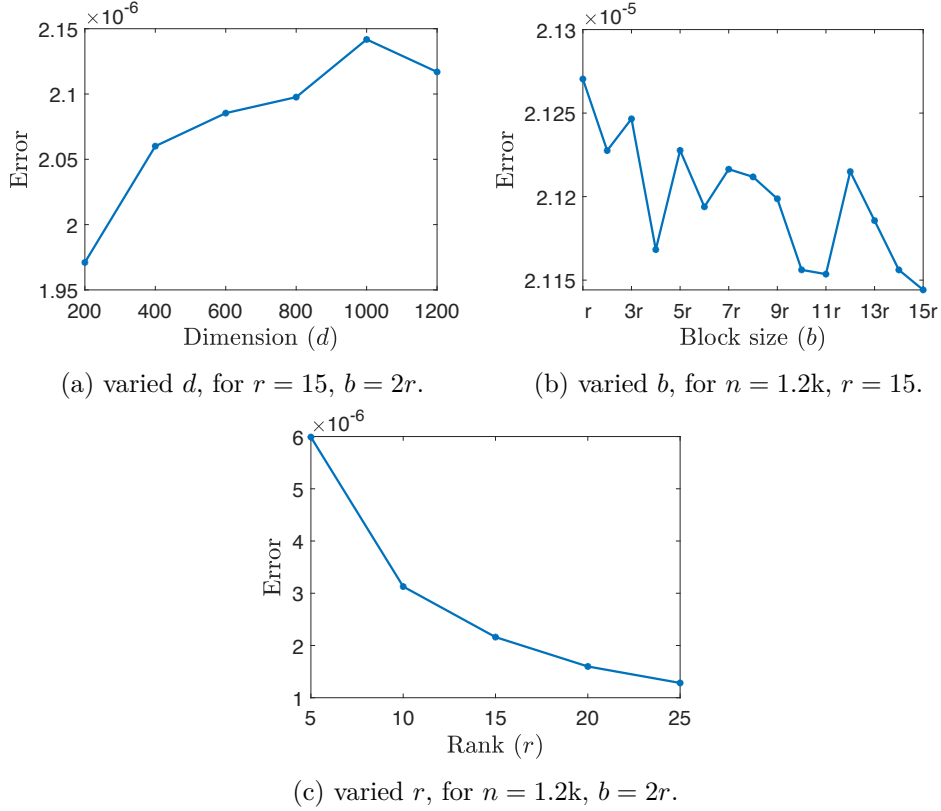 ×10⁻⁶
2.15
2.1
2.05
2
1.95
Error
200 400 600 800 1000 1200
Dimension (d)
(a) varied d, for r = 15, b = 2r.
×10⁻⁵
2.13
2.125
2.12
2.115
Error
r 3r 5r 7r 9r 11r 13r 15r
Block size (b)
(b) varied b, for n = 1.2k, r = 15.
×10⁻⁶
6
5
4
3
2
1
Error
5 10 15 20 25
Rank (r)
(c) varied r, for n = 1.2k, b = 2r.